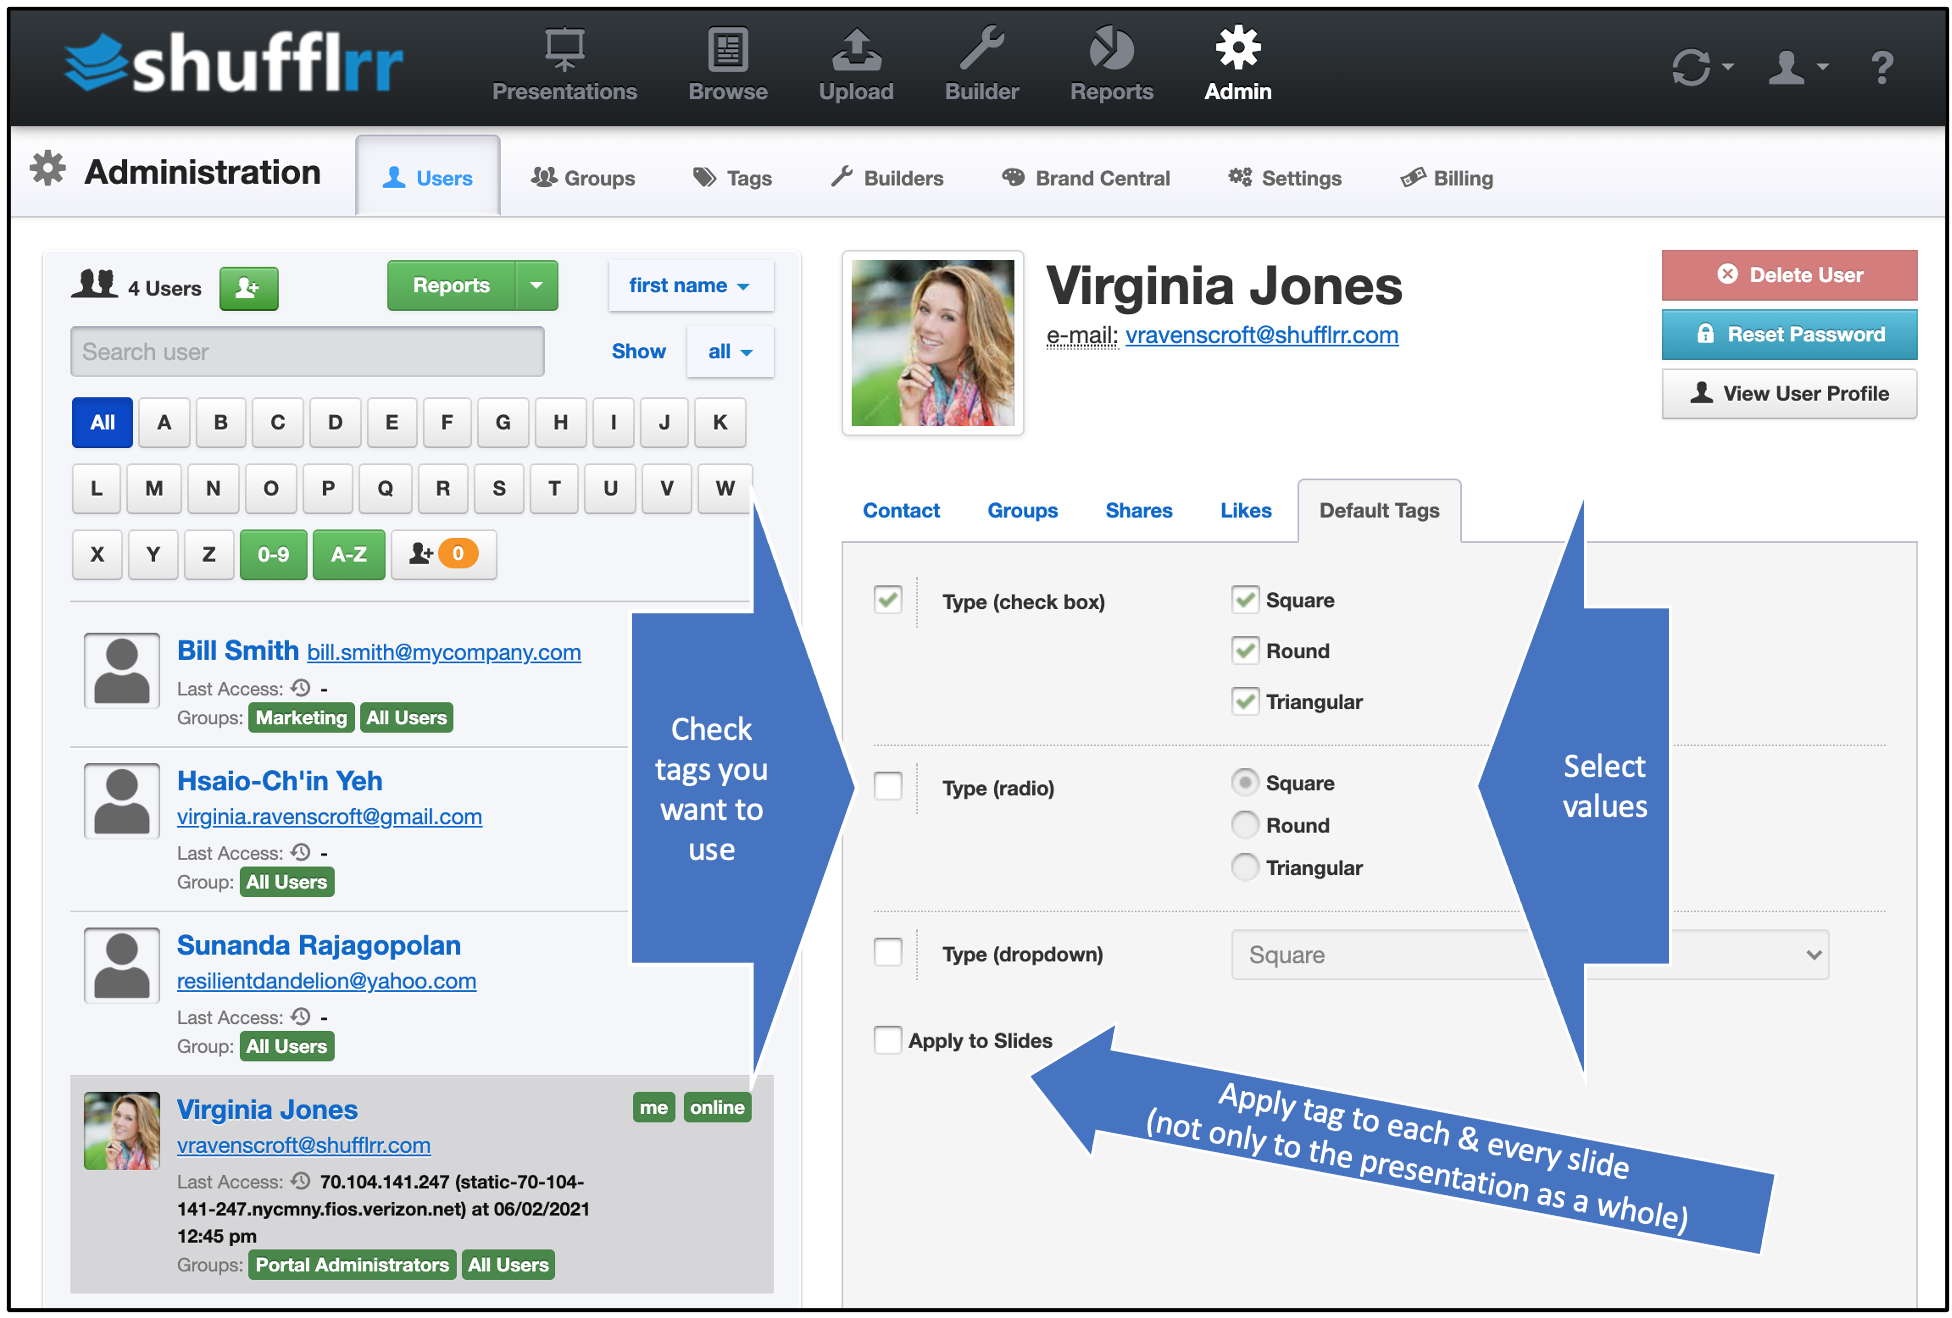 shufflrr
Presentations
Browse
Upload
Builder
Reports
Admin
?
Administration
Users
Groups
Tags
Builders
Brand Central
Settings
Billing
4 Users
Reports
first name
Search user
Show
all
All A B C D E F G H I J K
L M N O P Q R S T U V W
X Y Z 0-9 A-Z 0
Bill Smith bill.smith@mycompany.com
Last Access: -
Groups: Marketing All Users
Hsaio-Ch'in Yeh
virginia.ravenscroft@gmail.com
Last Access: -
Group: All Users
Sunanda Rajagopolan
resilientdandelion@yahoo.com
Last Access: -
Group: All Users
Virginia Jones me online
vravenscroft@shufflrr.com
Last Access: 70.104.141.247 (static-70-104-
141-247.nycmny.fios.verizon.net) at 06/02/2021
12:45 pm
Groups: Portal Administrators All Users
Virginia Jones
e-mail: vravenscroft@shufflrr.com
Delete User
Reset Password
View User Profile
Contact
Groups
Shares
Likes
Default Tags
Type (check box)
Square
Round
Triangular
Type (radio)
Square
Round
Triangular
Type (dropdown)
Square
Apply to Slides
Check
tags you
want to
use
Select
values
Apply tag to each & every slide
(not only to the presentation as a whole)